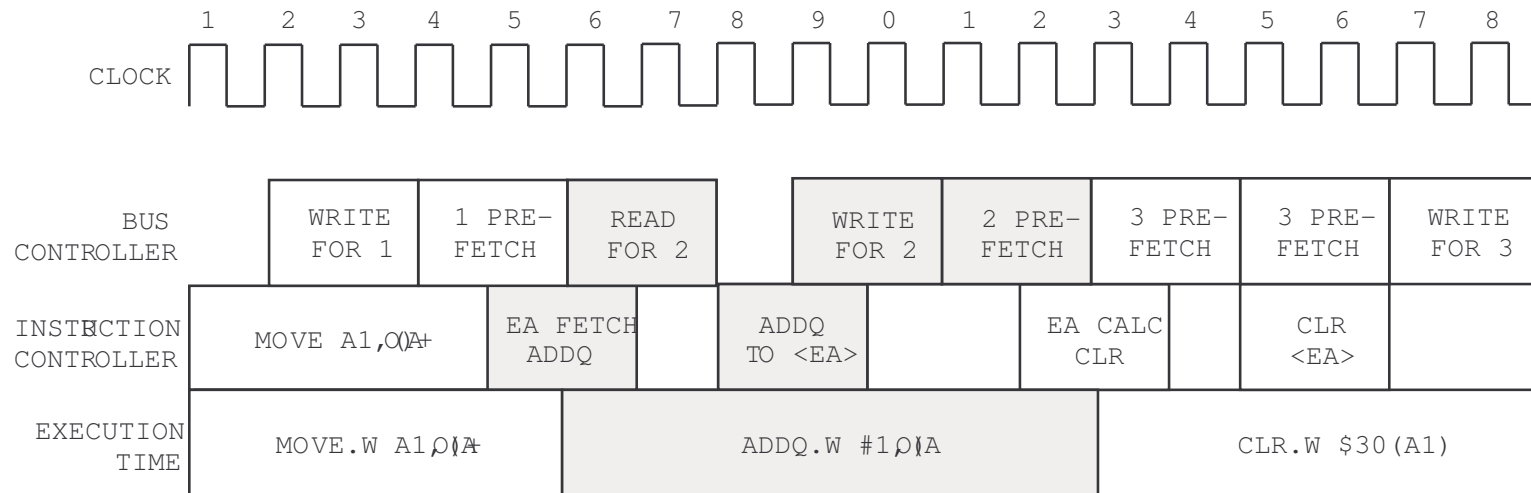 1 2 3 4 5 6 7 8 9 0 1 2 3 4 5 6 7 8
CLOCK
BUS
CONTROLLER
WRITE
FOR 1
1 PRE-
FETCH
READ
FOR 2
WRITE
FOR 2
2 PRE-
FETCH
3 PRE-
FETCH
3 PRE-
FETCH
WRITE
FOR 3
INSTRUCTION
CONTROLLER
MOVE
EA FETCH
ADDQ
ADDQ
TO <EA>
EA CALC
CLR
CLR
<EA>
EXECUTION
TIME
MOVE.W
ADDQ.W
CLR.W $30(A1)